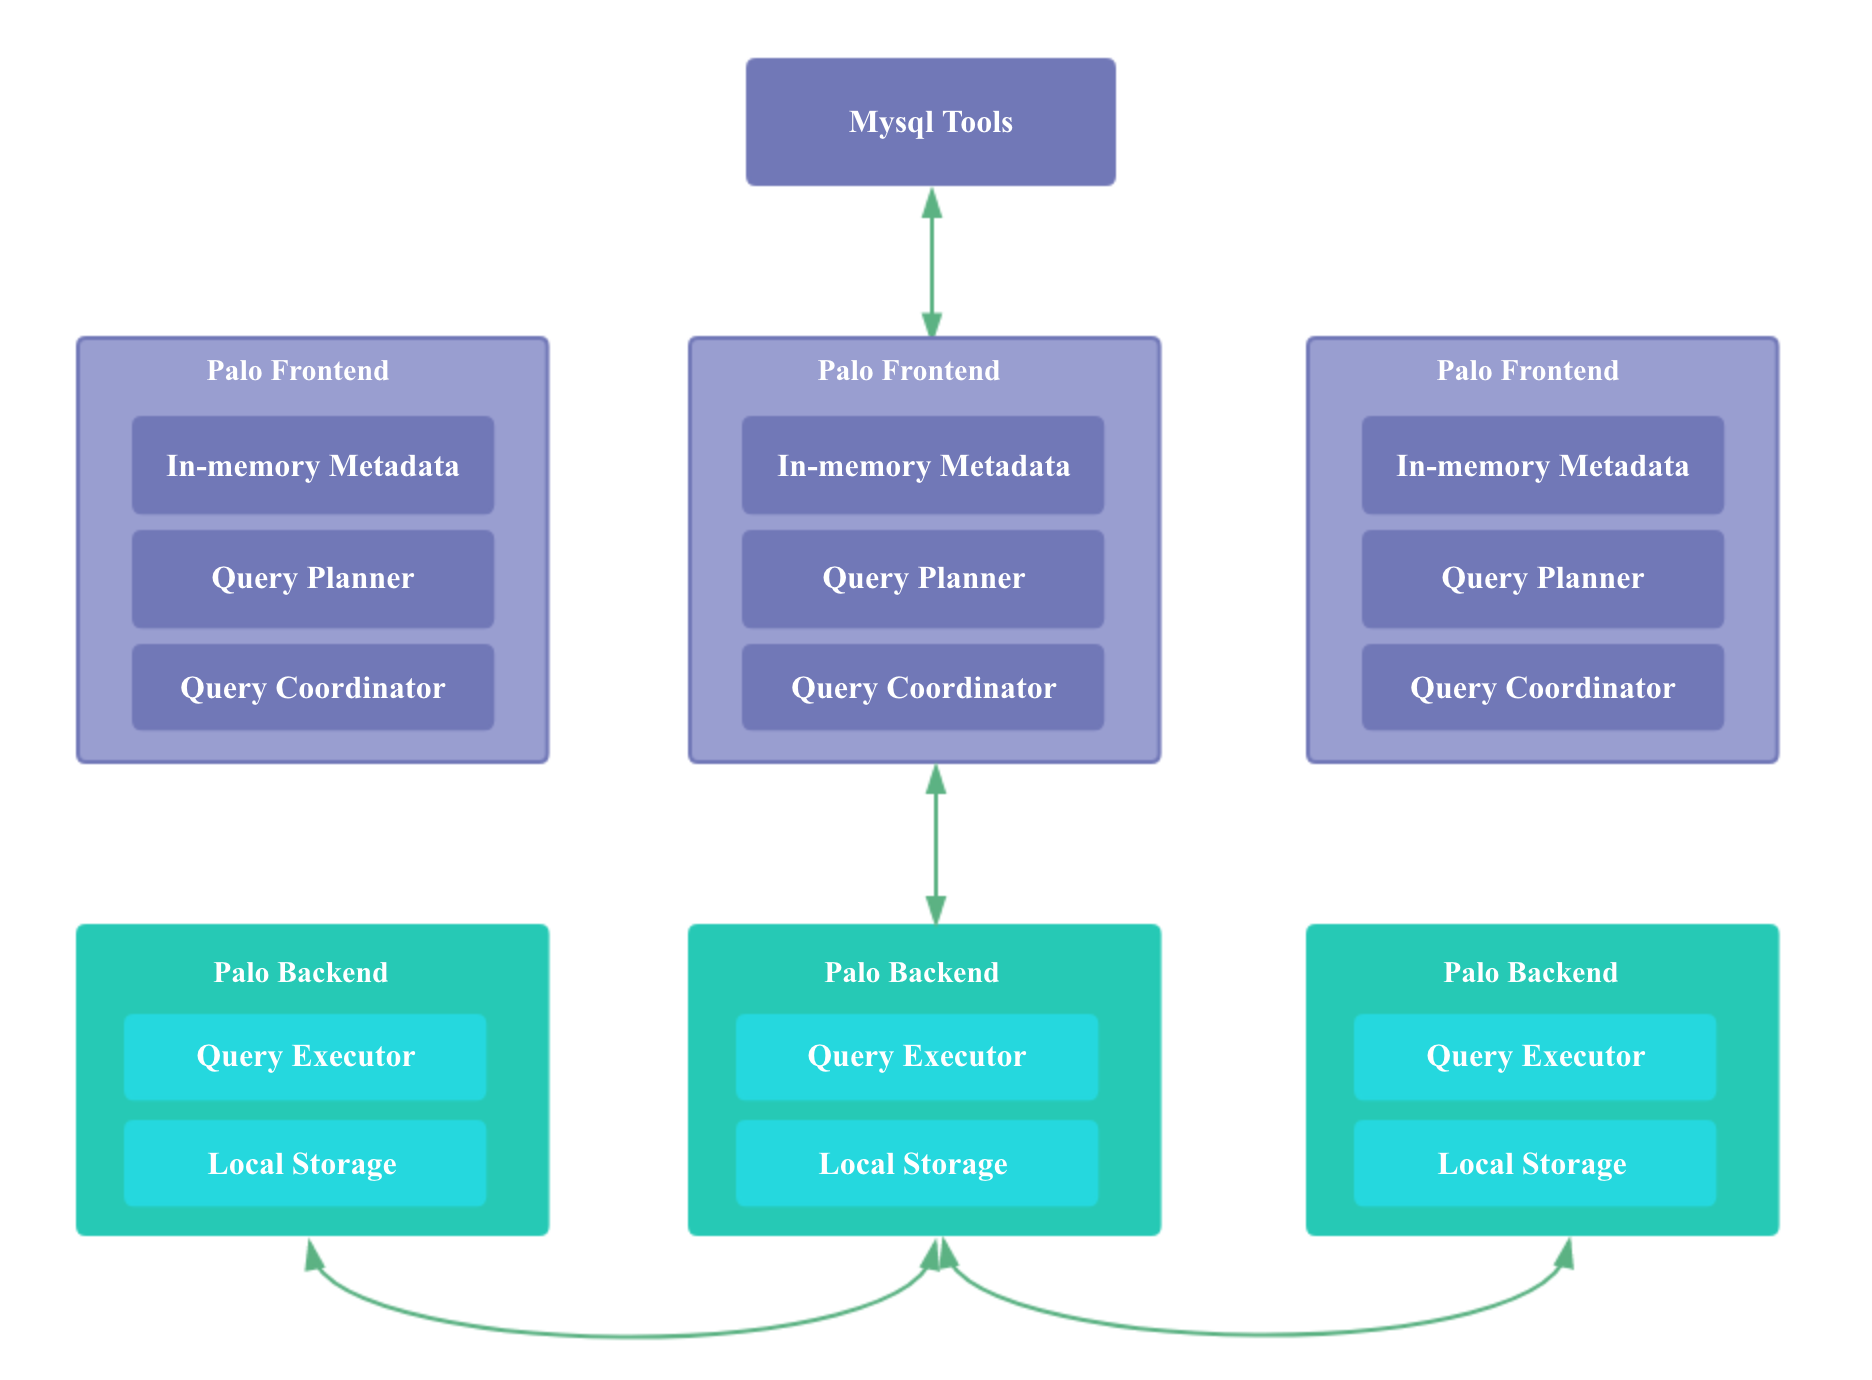 Mysql Tools
Palo Frontend
In-memory Metadata
Query Planner
Query Coordinator
Palo Frontend
In-memory Metadata
Query Planner
Query Coordinator
Palo Frontend
In-memory Metadata
Query Planner
Query Coordinator
Palo Backend
Query Executor
Local Storage
Palo Backend
Query Executor
Local Storage
Palo Backend
Query Executor
Local Storage